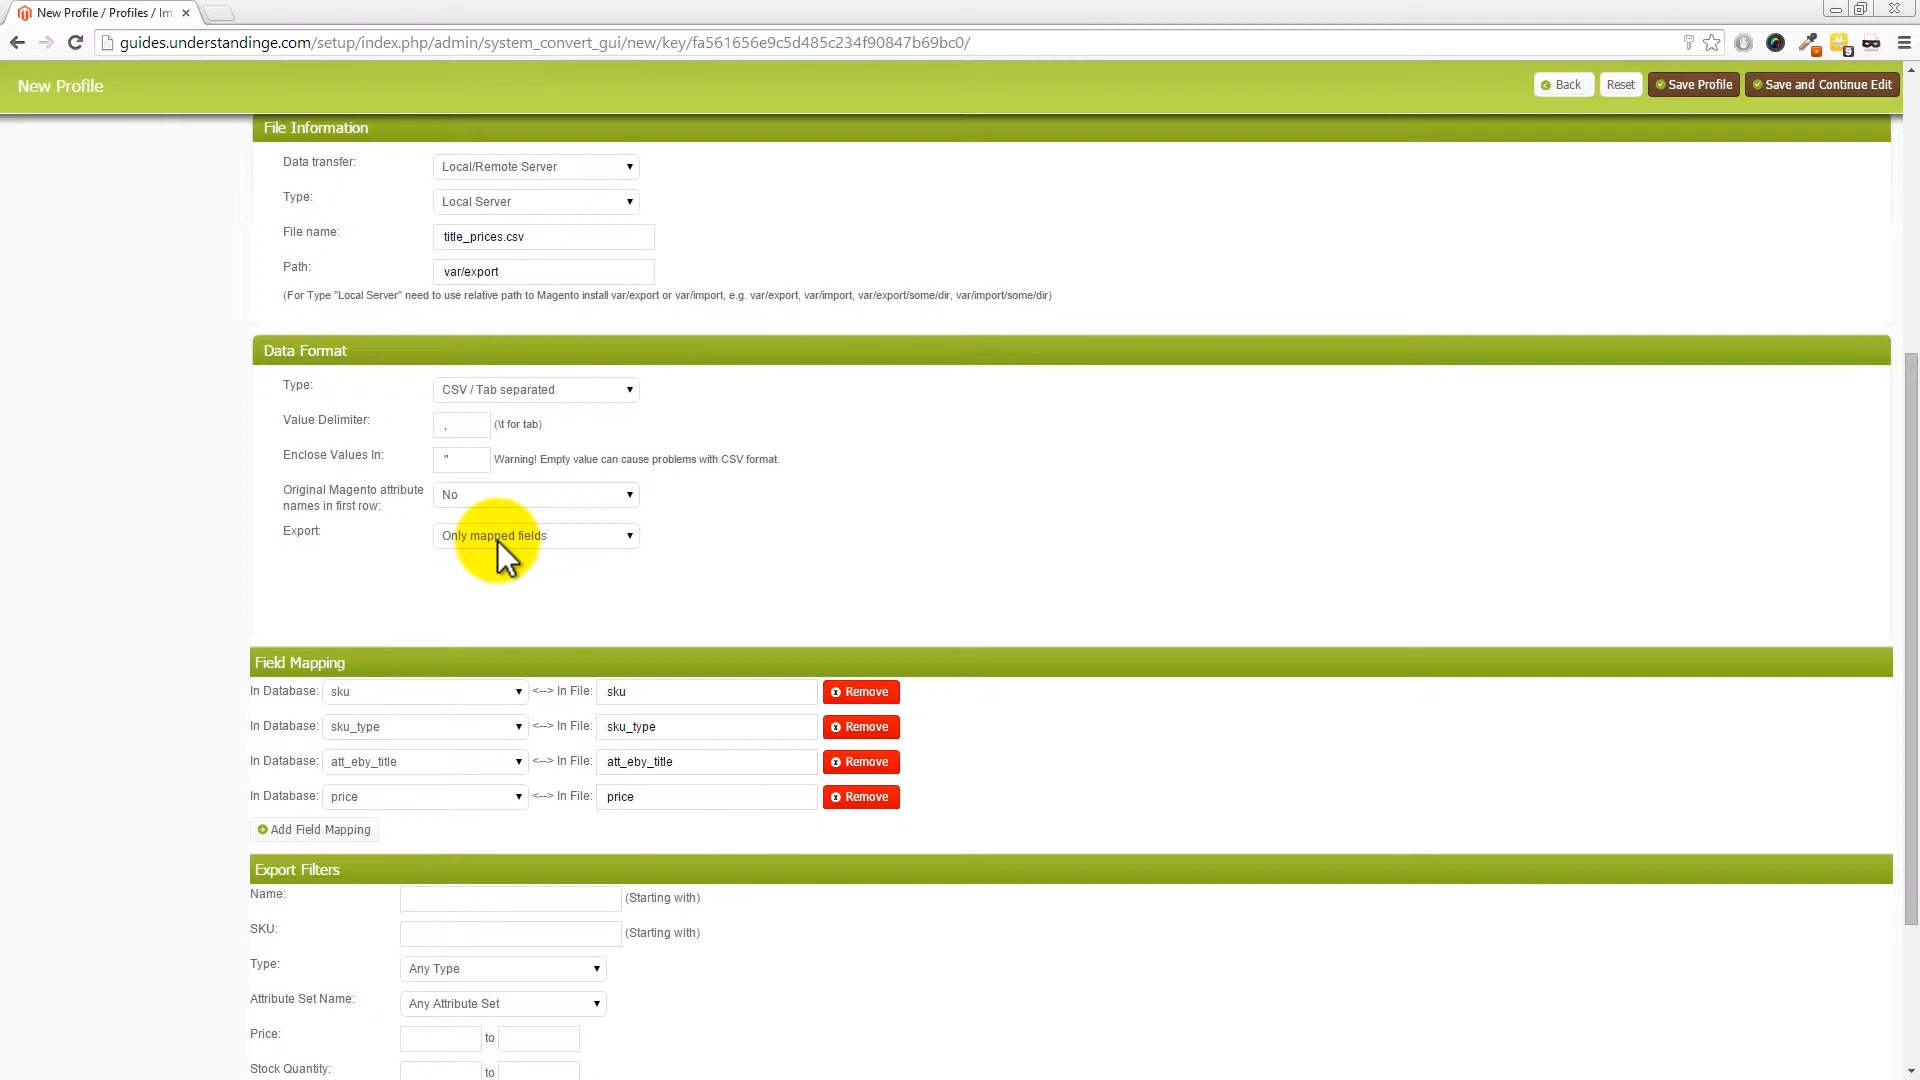 New Profile / Profiles / Im
guides.understandinge.com/setup/index.php/admin/system_convert_gui/new/key/fa561656e9c5d485c234f90847b69bc0/
9
New Profile
Back
Reset
Save Profile
Save and Continue Edit
File Information
Data transfer:
Local/Remote Server
Type:
Local Server
File name:
title_prices.csv
Path:
var/export
(For Type "Local Server" need to use relative path to Magento install var/export or var/import, e.g. var/export, var/import, var/export/some/dir, var/import/some/dir)
Data Format
Type:
CSV / Tab separated
Value Delimiter:
,
(\t for tab)
Enclose Values In:
"
Warning! Empty value can cause problems with CSV format.
Original Magento attribute
names in first row:
No
Export:
Only mapped fields
Field Mapping
In Database: sku <--> In File: sku Remove
In Database: sku_type <--> In File: sku_type Remove
In Database: att_eby_title <--> In File: att_eby_title Remove
In Database: price <--> In File: price Remove
Add Field Mapping
Export Filters
Name:
(Starting with)
SKU:
(Starting with)
Type:
Any Type
Attribute Set Name:
Any Attribute Set
Price:
to
Stock Quantity:
to